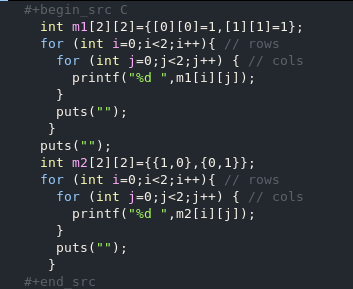 #+begin_src C
  int m1[2][2]={[0][0]=1,[1][1]=1};
  for (int i=0;i<2;i++){ // rows
    for (int j=0;j<2;j++) { // cols
      printf("%d ",m1[i][j]);
    }
    puts("");
   }
  puts("");
  int m2[2][2]={{1,0},{0,1}};
  for (int i=0;i<2;i++){ // rows
    for (int j=0;j<2;j++) { // cols
      printf("%d ",m2[i][j]);
    }
    puts("");
   }
#+end_src